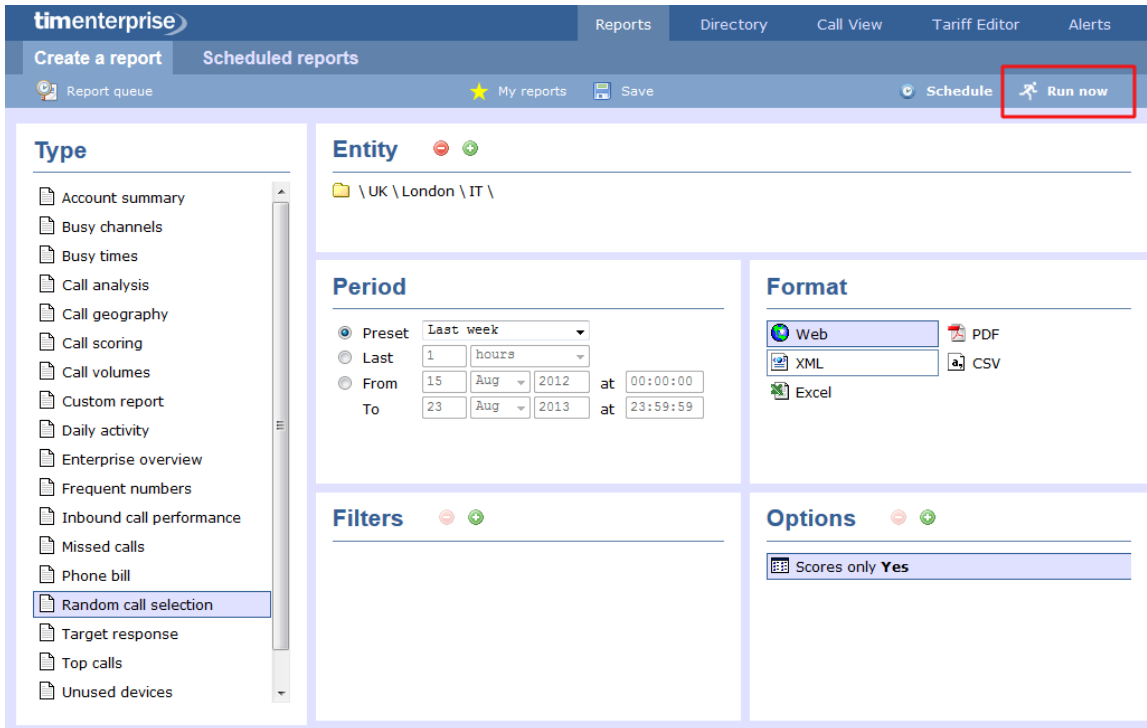 timenterprise
Reports Directory Call View Tariff Editor Alerts
Create a report Scheduled reports
Report queue My reports Save Schedule Run now
Type
Account summary
Busy channels
Busy times
Call analysis
Call geography
Call scoring
Call volumes
Custom report
Daily activity
Enterprise overview
Frequent numbers
Inbound call performance
Missed calls
Phone bill
Random call selection
Target response
Top calls
Unused devices
Entity
\ UK \ London \ IT \
Period
Preset Last week
Last 1 hours
From 15 Aug 2012 at 00:00:00
To 23 Aug 2013 at 23:59:59
Format
Web PDF
XML CSV
Excel
Filters
Options
Scores only Yes